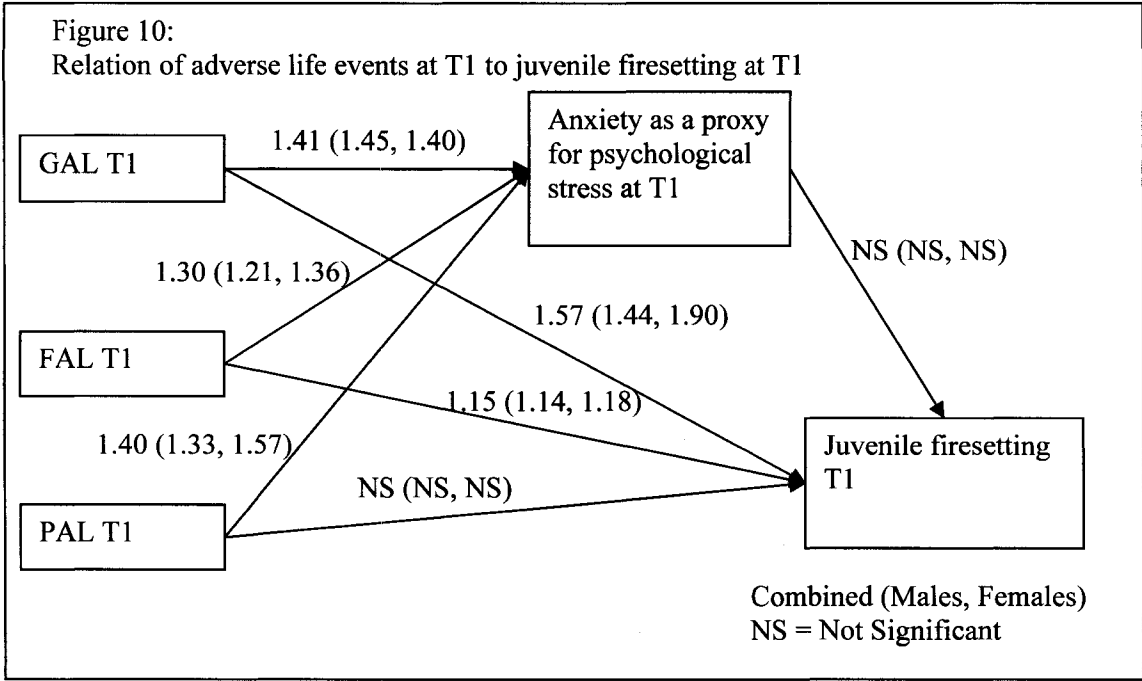 Figure 10:
Relation of adverse life events at T1 to juvenile firesetting at T1
GAL T1
1.41 (1.45, 1.40)
Anxiety as a proxy
for psychological
stress at T1
NS (NS, NS)
1.30 (1.21, 1.36)
1.57 (1.44, 1.90)
FAL T1
1.15 (1.14, 1.18)
1.40 (1.33, 1.57)
Juvenile firesetting
T1
NS (NS, NS)
PAL T1
Combined (Males, Females)
NS = Not Significant